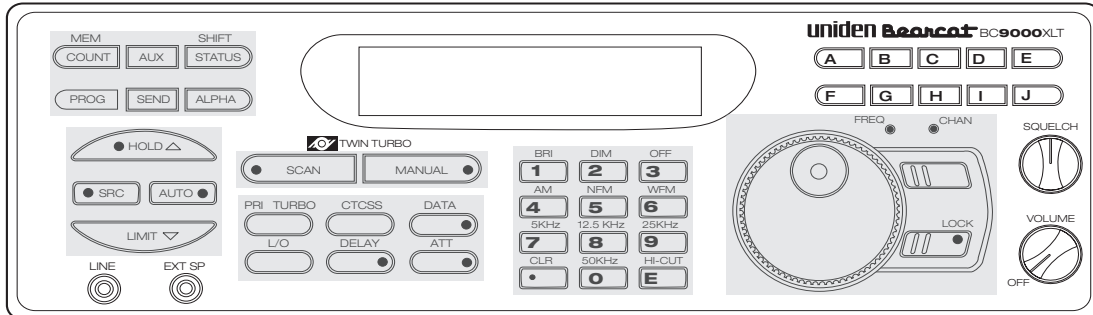 MEM SHIFT
COUNT AUX STATUS
PROG SEND ALPHA
HOLD
SRC AUTO
LIMIT
LINE EXT SP
TWIN TURBO
SCAN MANUAL
PRI TURBO CTCSS DATA
L/O DELAY ATT
BRI DIM OFF
1 2 3
AM NFM WFM
4 5 6
5KHz 12.5 KHz 25KHz
7 8 9
CLR 50KHz HI-CUT
• 0 E
uniden Bearcat BC9000XLT
A B C D E
F G H I J
FREQ CHAN
LOCK
SQUELCH
VOLUME
OFF